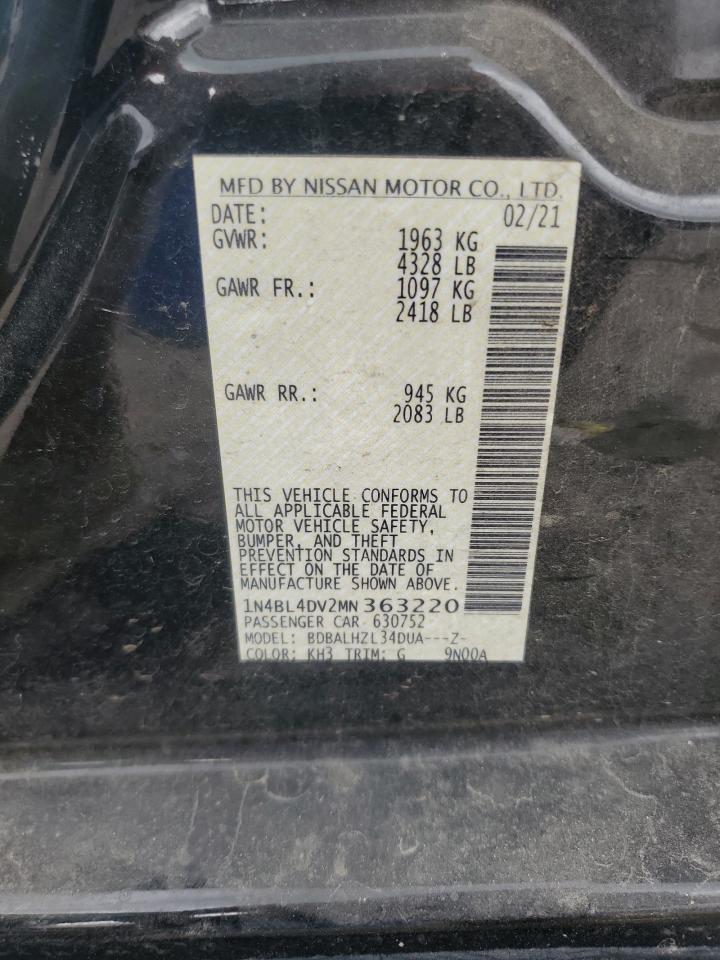 MFD BY NISSAN MOTOR CO., LTD.
DATE: 02/21
GVWR: 1963 KG
4328 LB
GAWR FR.: 1097 KG
2418 LB
GAWR RR.: 945 KG
2083 LB
THIS VEHICLE CONFORMS TO
ALL APPLICABLE FEDERAL
MOTOR VEHICLE SAFETY,
BUMPER, AND THEFT
PREVENTION STANDARDS IN
EFFECT ON THE DATE OF
MANUFACTURE SHOWN ABOVE.
1N4BL4DV2MN363220
PASSENGER CAR 630752
MODEL: BDBALHZL34DUA---Z-
COLOR: KH3 TRIM: G 9N00A